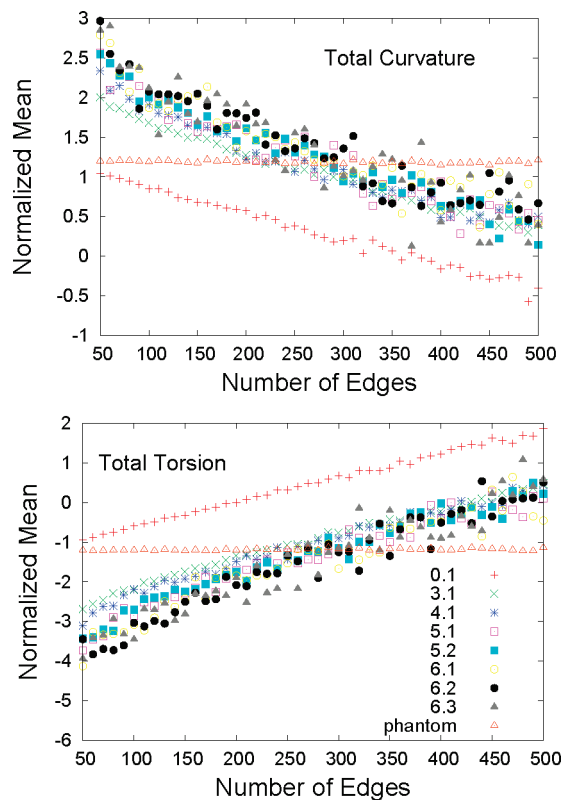 3
2.5
2
1.5
1
0.5
0
-0.5
-1
Normalized Mean
Total Curvature
50 100 150 200 250 300 350 400 450 500
Number of Edges
2
1
0
-1
-2
-3
-4
-5
-6
Normalized Mean
Total Torsion
0.1
3.1
4.1
5.1
5.2
6.1
6.2
6.3
phantom
50 100 150 200 250 300 350 400 450 500
Number of Edges